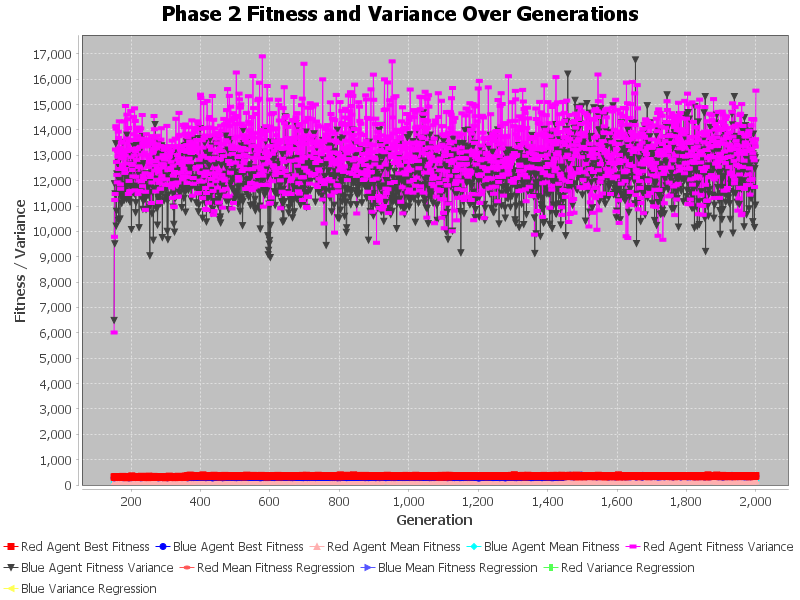 Phase 2 Fitness and Variance Over Generations
17,000
16,000
15,000
14,000
13,000
12,000
11,000
10,000
9,000
8,000
7,000
6,000
5,000
4,000
3,000
2,000
1,000
0
Fitness / Variance
200 400 600 800 1,000 1,200 1,400 1,600 1,800 2,000
Generation
Red Agent Best Fitness Blue Agent Best Fitness Red Agent Mean Fitness Blue Agent Mean Fitness Red Agent Fitness Variance
Blue Agent Fitness Variance Red Mean Fitness Regression Blue Mean Fitness Regression Red Variance Regression
Blue Variance Regression